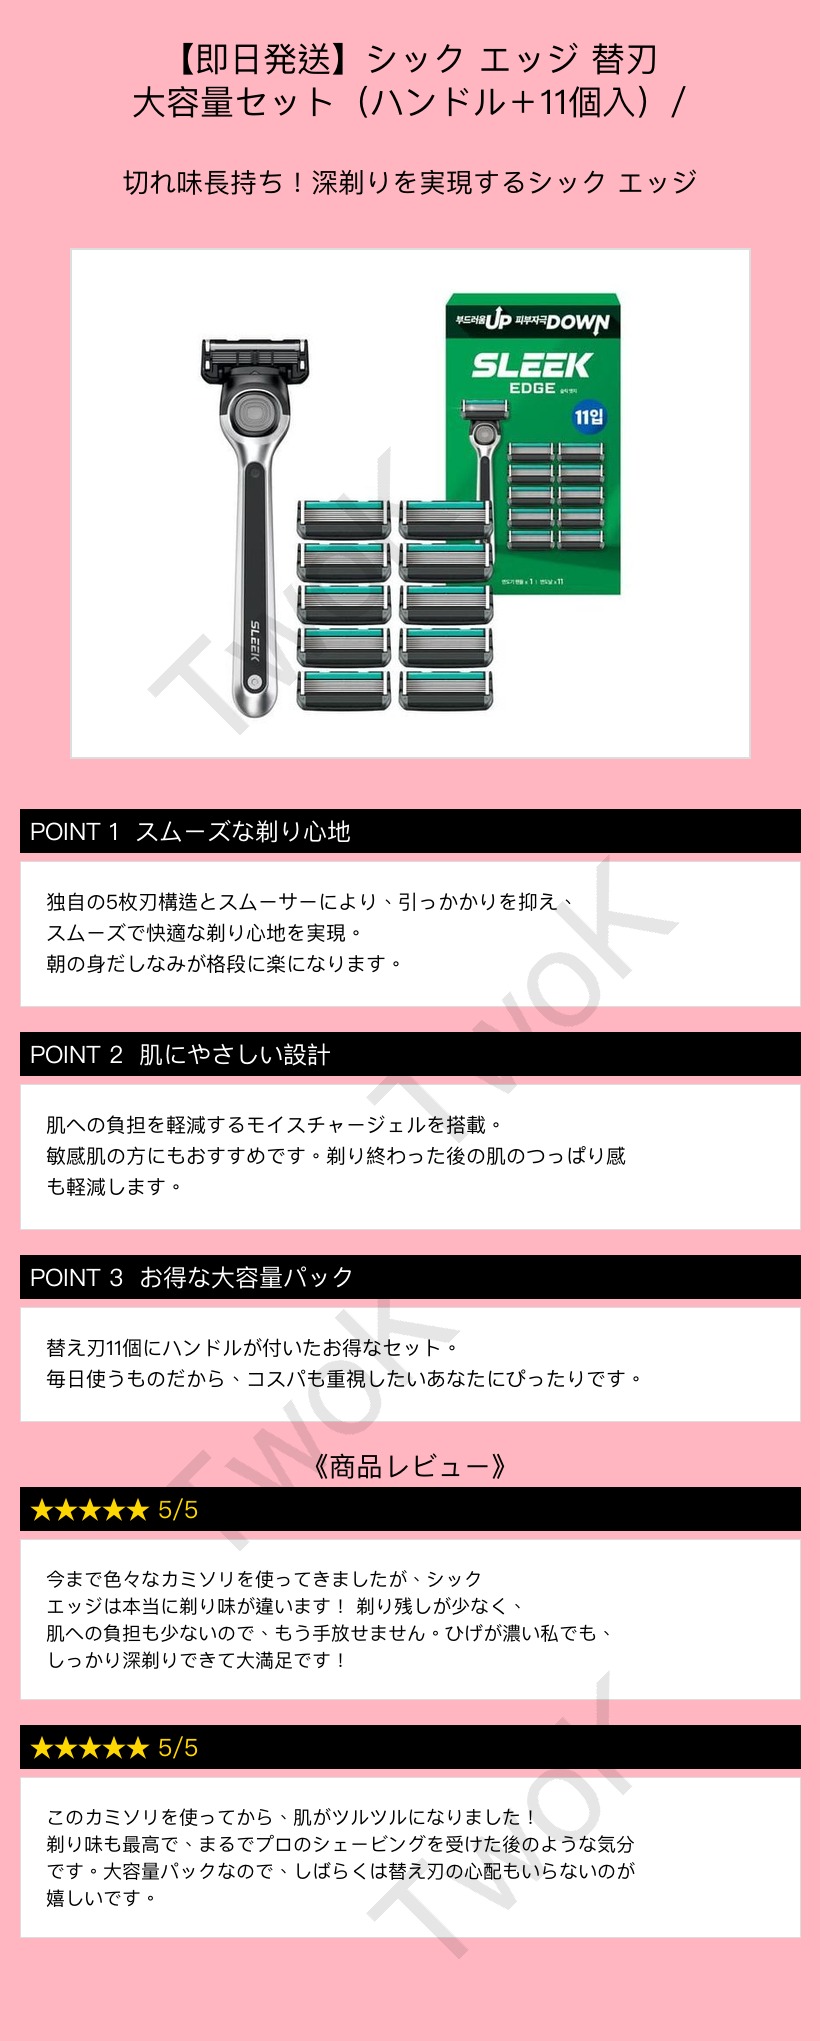 【即日発送】シック エッジ 替刃
大容量セット（ハンドル＋11個入）/
切れ味長持ち！深剃りを実現するシック エッジ
부드러움UP 피부자극DOWN
SLEEK
EDGE 슬릭 엣지
11입
면도기 핸들 x 1 | 면도날 x 11
SLEEK
TwoK
POINT 1 スムーズな剃り心地
独自の5枚刃構造とスムーサーにより、引っかかりを抑え、
スムーズで快適な剃り心地を実現。
朝の身だしなみが格段に楽になります。
TwoK
POINT 2 肌にやさしい設計
肌への負担を軽減するモイスチャージェルを搭載。
敏感肌の方にもおすすめです。剃り終わった後の肌のつっぱり感
も軽減します。
POINT 3 お得な大容量パック
替え刃11個にハンドルが付いたお得なセット。
毎日使うものだから、コスパも重視したいあなたにぴったりです。
TwoK
《商品レビュー》
★★★★★ 5/5
今まで色々なカミソリを使ってきましたが、シック
エッジは本当に剃り味が違います！ 剃り残しが少なく、
肌への負担も少ないので、もう手放せません。ひげが濃い私でも、
しっかり深剃りできて大満足です！
★★★★★ 5/5
このカミソリを使ってから、肌がツルツルになりました！
剃り味も最高で、まるでプロのシェービングを受けた後のような気分
です。大容量パックなので、しばらくは替え刃の心配もいらないのが
嬉しいです。
TwoK